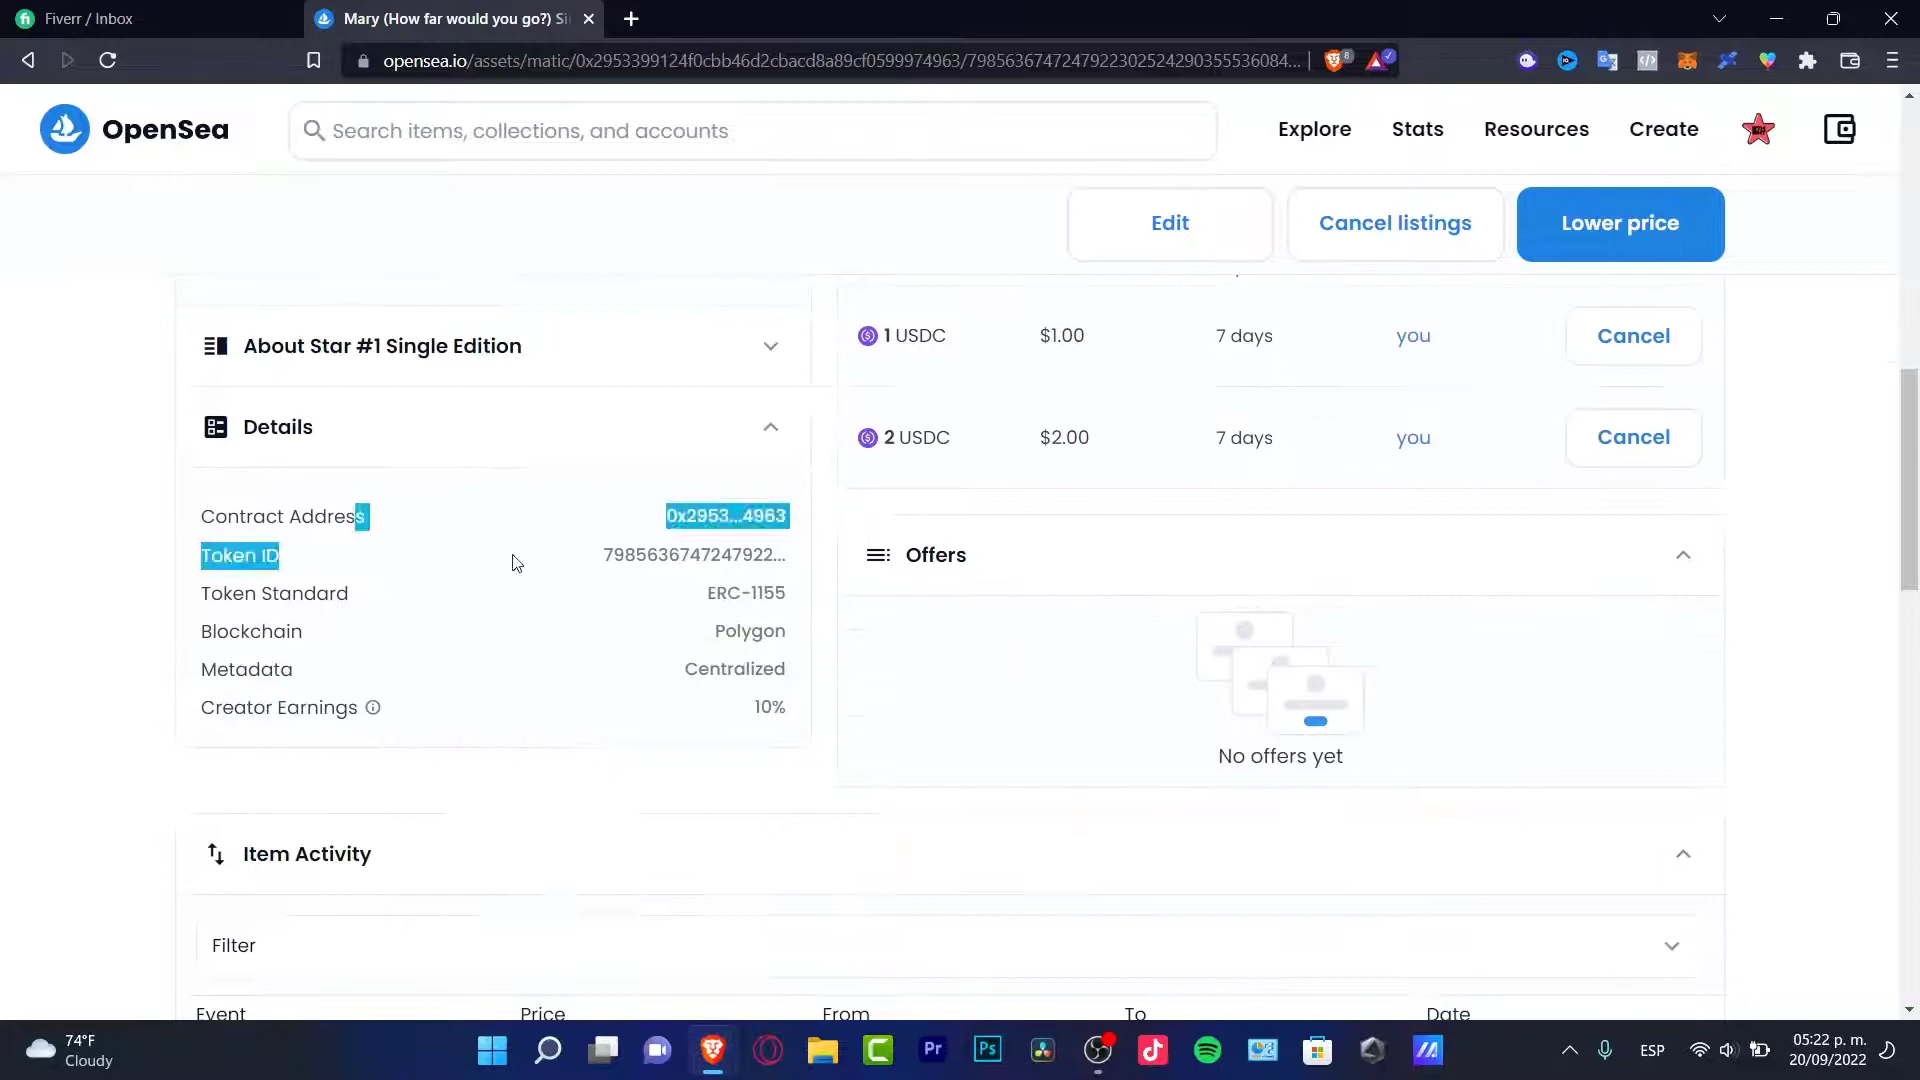 Fiverr / Inbox
Mary (How far would you go?) Si
opensea.io/assets/matic/0x2953399124f0cbb46d2cbacd8a89cf0599974963/7985636747247922302524290355536084...
8
OpenSea
Search items, collections, and accounts
Explore
Stats
Resources
Create
Edit
Cancel listings
Lower price
About Star #1 Single Edition
1 USDC
$1.00
7 days
you
Cancel
Details
2 USDC
$2.00
7 days
you
Cancel
Contract Address
0x2953...4963
Token ID
7985636747247922...
Token Standard
ERC-1155
Blockchain
Polygon
Metadata
Centralized
Creator Earnings
10%
Offers
No offers yet
Item Activity
Filter
Event
Price
From
To
Date
74°F
Cloudy
Pr
Ps
ESP
05:22 p. m.
20/09/2022